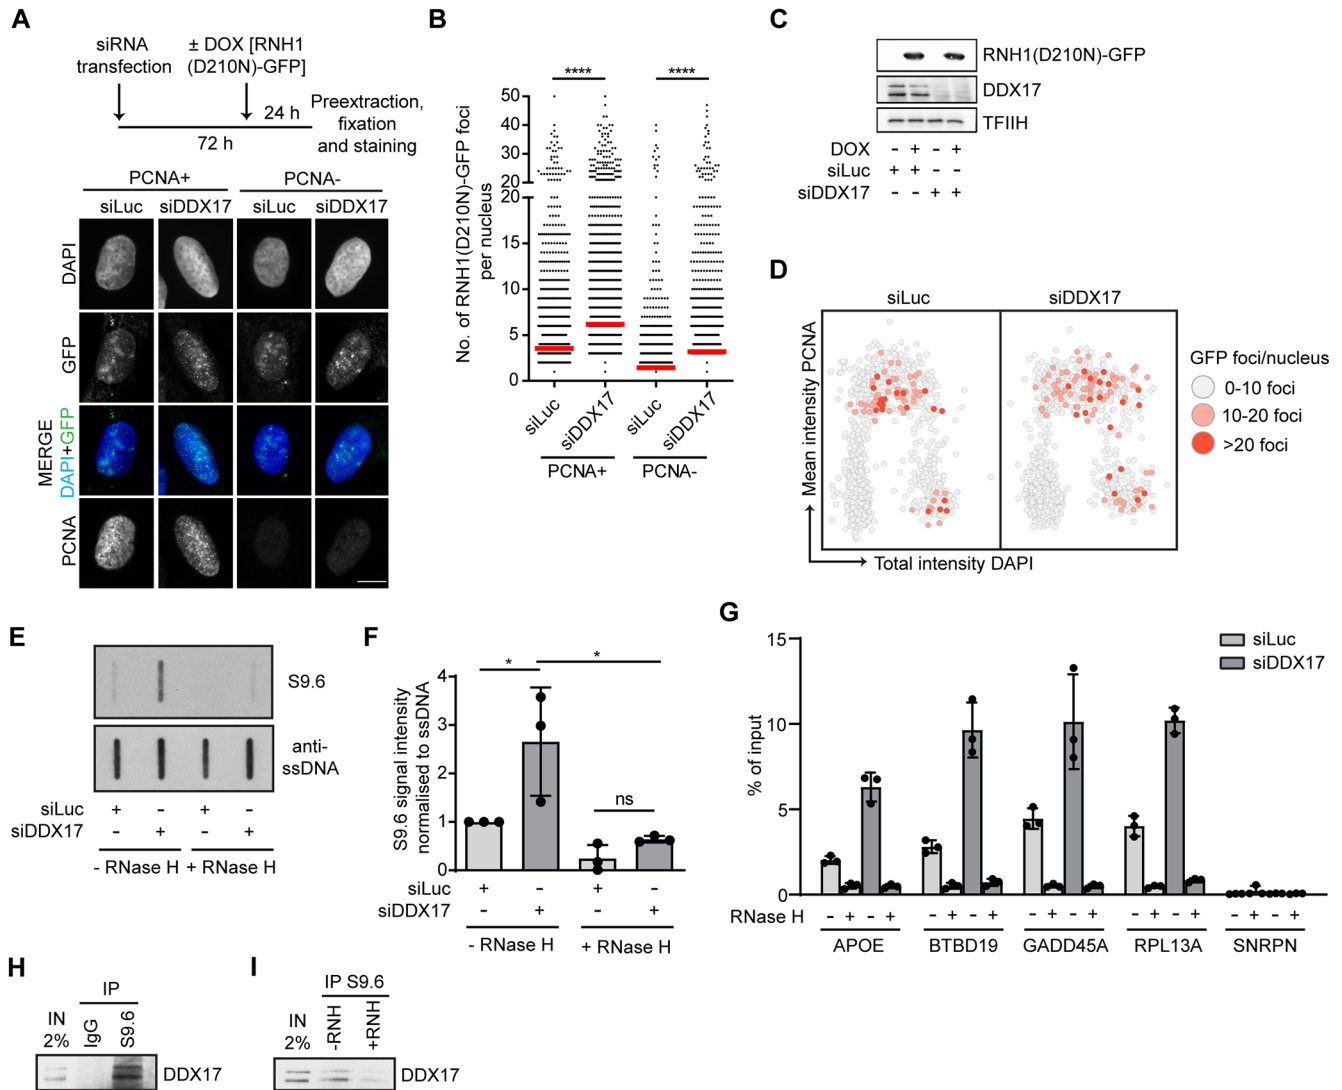 A
siRNA
transfection
± DOX [RNH1
(D210N)-GFP]
24 h
72 h
Preextraction,
fixation
and staining
PCNA+
PCNA-
siLuc
siDDX17
siLuc
siDDX17
DAPI
GFP
MERGE
DAPI+GFP
PCNA
B
No. of RNH1(D210N)-GFP foci
per nucleus
50
40
30
20
20
15
10
5
0
****
****
siLuc
siDDX17
siLuc
siDDX17
PCNA+
PCNA-
C
RNH1(D210N)-GFP
DDX17
TFIIH
DOX - + - +
siLuc + + - -
siDDX17 - - + +
D
siLuc
siDDX17
Mean intensity PCNA
Total intensity DAPI
GFP foci/nucleus
0-10 foci
10-20 foci
>20 foci
E
S9.6
anti-
ssDNA
siLuc + - + -
siDDX17 - + - +
- RNase H
+ RNase H
F
S9.6 signal intensity
normalised to ssDNA
4
3
2
1
0
*
*
ns
siLuc + - + -
siDDX17 - + - +
- RNase H
+ RNase H
G
% of input
15
10
5
0
siLuc
siDDX17
RNase H - + - + - + - + - + - + - + - + - + - +
APOE
BTBD19
GADD45A
RPL13A
SNRPN
H
IP
IN
2%
IgG
S9.6
DDX17
I
IP S9.6
IN
2%
-RNH
+RNH
DDX17